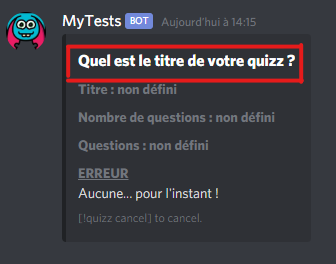 MyTests BOT Aujourd'hui à 14:15
Quel est le titre de votre quizz ?
Titre : non défini
Nombre de questions : non défini
Questions : non défini
ERREUR
Aucune... pour l'instant !
[!quizz cancel] to cancel.